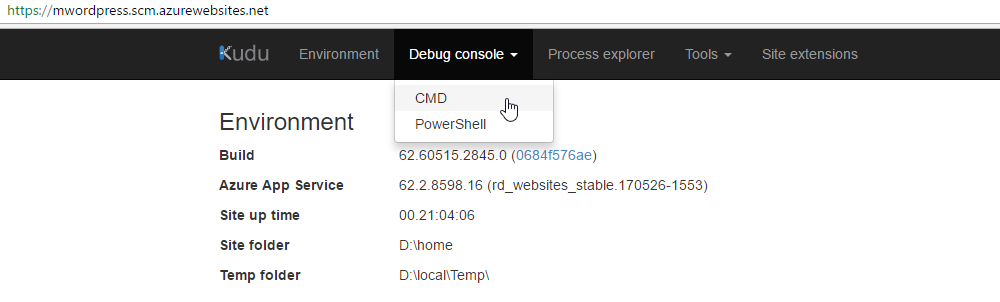 https://mwordpress.scm.azurewebsites.net
Kudu Environment Debug console Process explorer Tools Site extensions
CMD
PowerShell
Environment
Build 62.60515.2845.0 (0684f576ae)
Azure App Service 62.2.8598.16 (rd_websites_stable.170526-1553)
Site up time 00.21:04:06
Site folder D:\home
Temp folder D:\local\Temp\